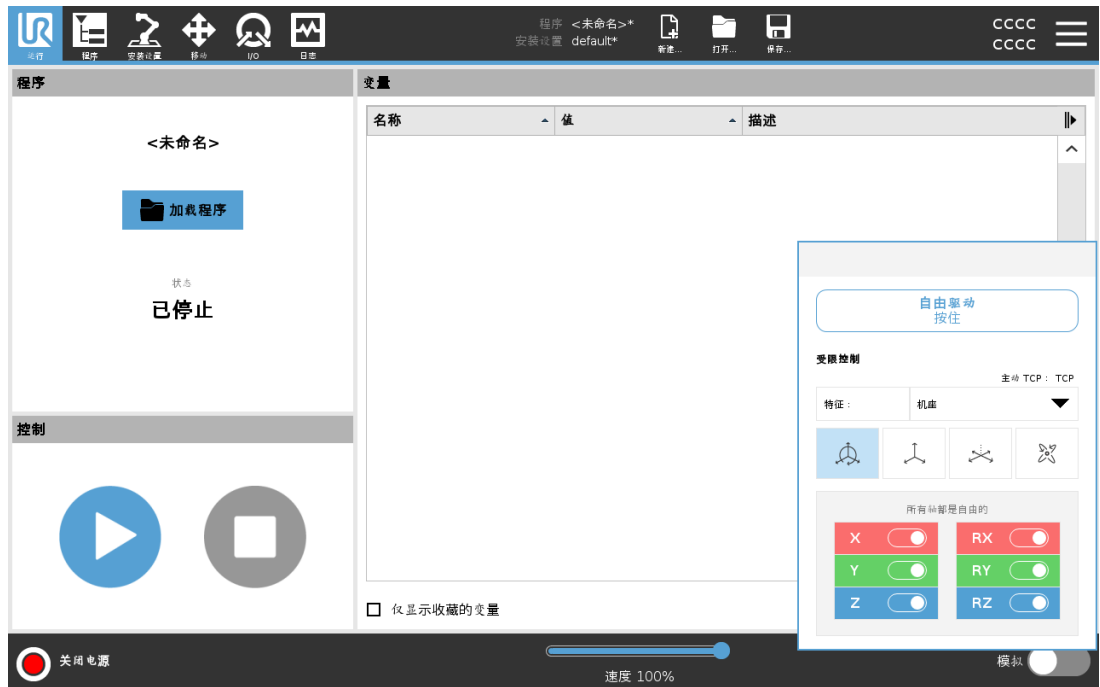 UR
程序 <未命名>*
安装设置 default*
cccc
cccc
运行
程序
安装设置
移动
I/O
日志
新建...
打开...
保存...
程序
变量
名称
值
描述
<未命名>
加载程序
状态
已停止
控制
仅显示收藏的变量
自由驱动
按住
受限控制
主动 TCP： TCP
特征：
机座
所有轴都是自由的
X
RX
Y
RY
Z
RZ
关闭电源
速度 100%
模拟